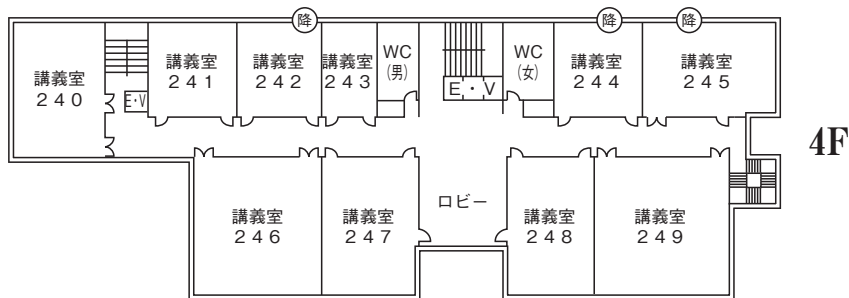 降
降
降
講義室
２４０
E・V
講義室
２４１
講義室
２４２
講義室
２４３
WC
(男)
E・V
WC
(女)
講義室
２４４
講義室
２４５
4F
講義室
２４６
講義室
２４７
ロビー
講義室
２４８
講義室
２４９